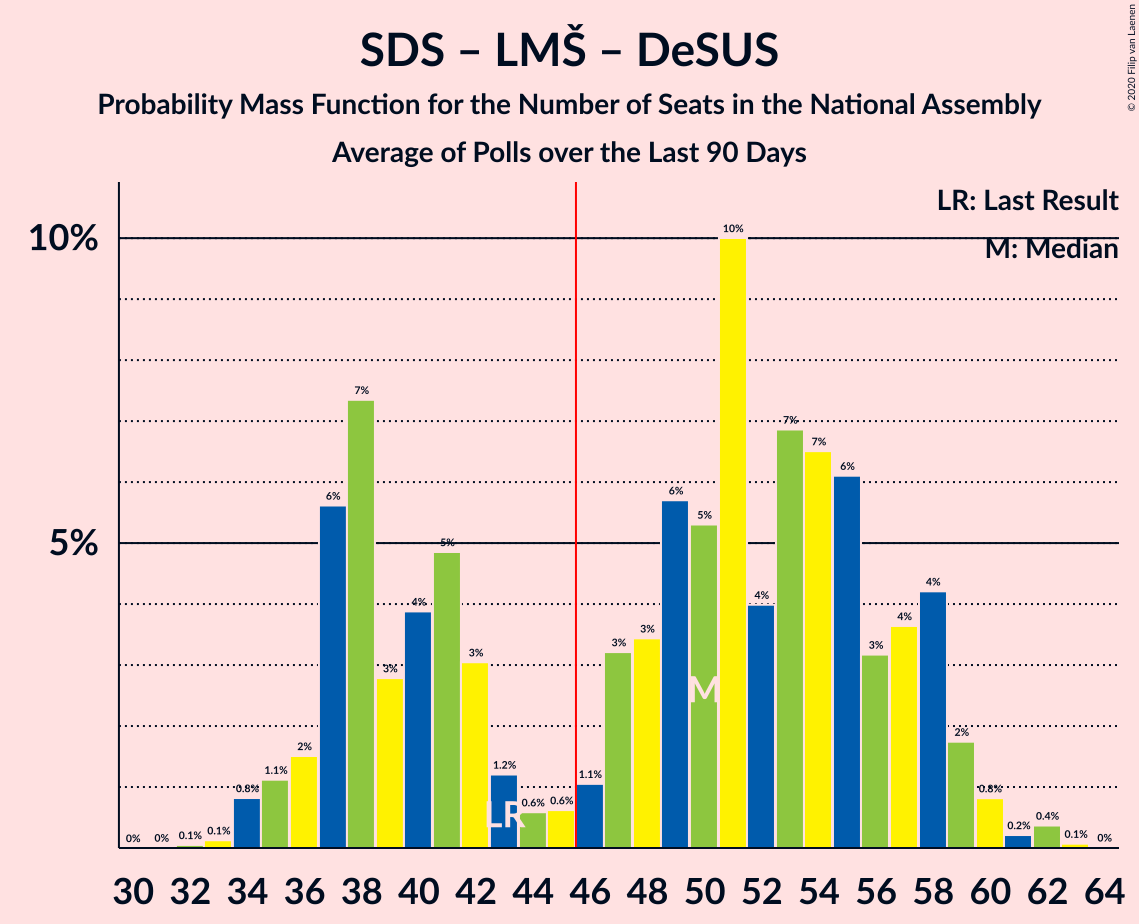 SDS – LMŠ – DeSUS
Probability Mass Function for the Number of Seats in the National Assembly
Average of Polls over the Last 90 Days
© 2020 Filip van Laenen
LR: Last Result
M: Median
10%
5%
0% 0% 0.1% 0.1% 0.8% 1.1% 2% 6% 7% 3% 4% 5% 3% 1.2% 0.6% 0.6% 1.1% 3% 3% 6% 5% 10% 4% 7% 7% 6% 3% 4% 4% 2% 0.8% 0.2% 0.4% 0.1% 0%
LR
M
30 32 34 36 38 40 42 44 46 48 50 52 54 56 58 60 62 64